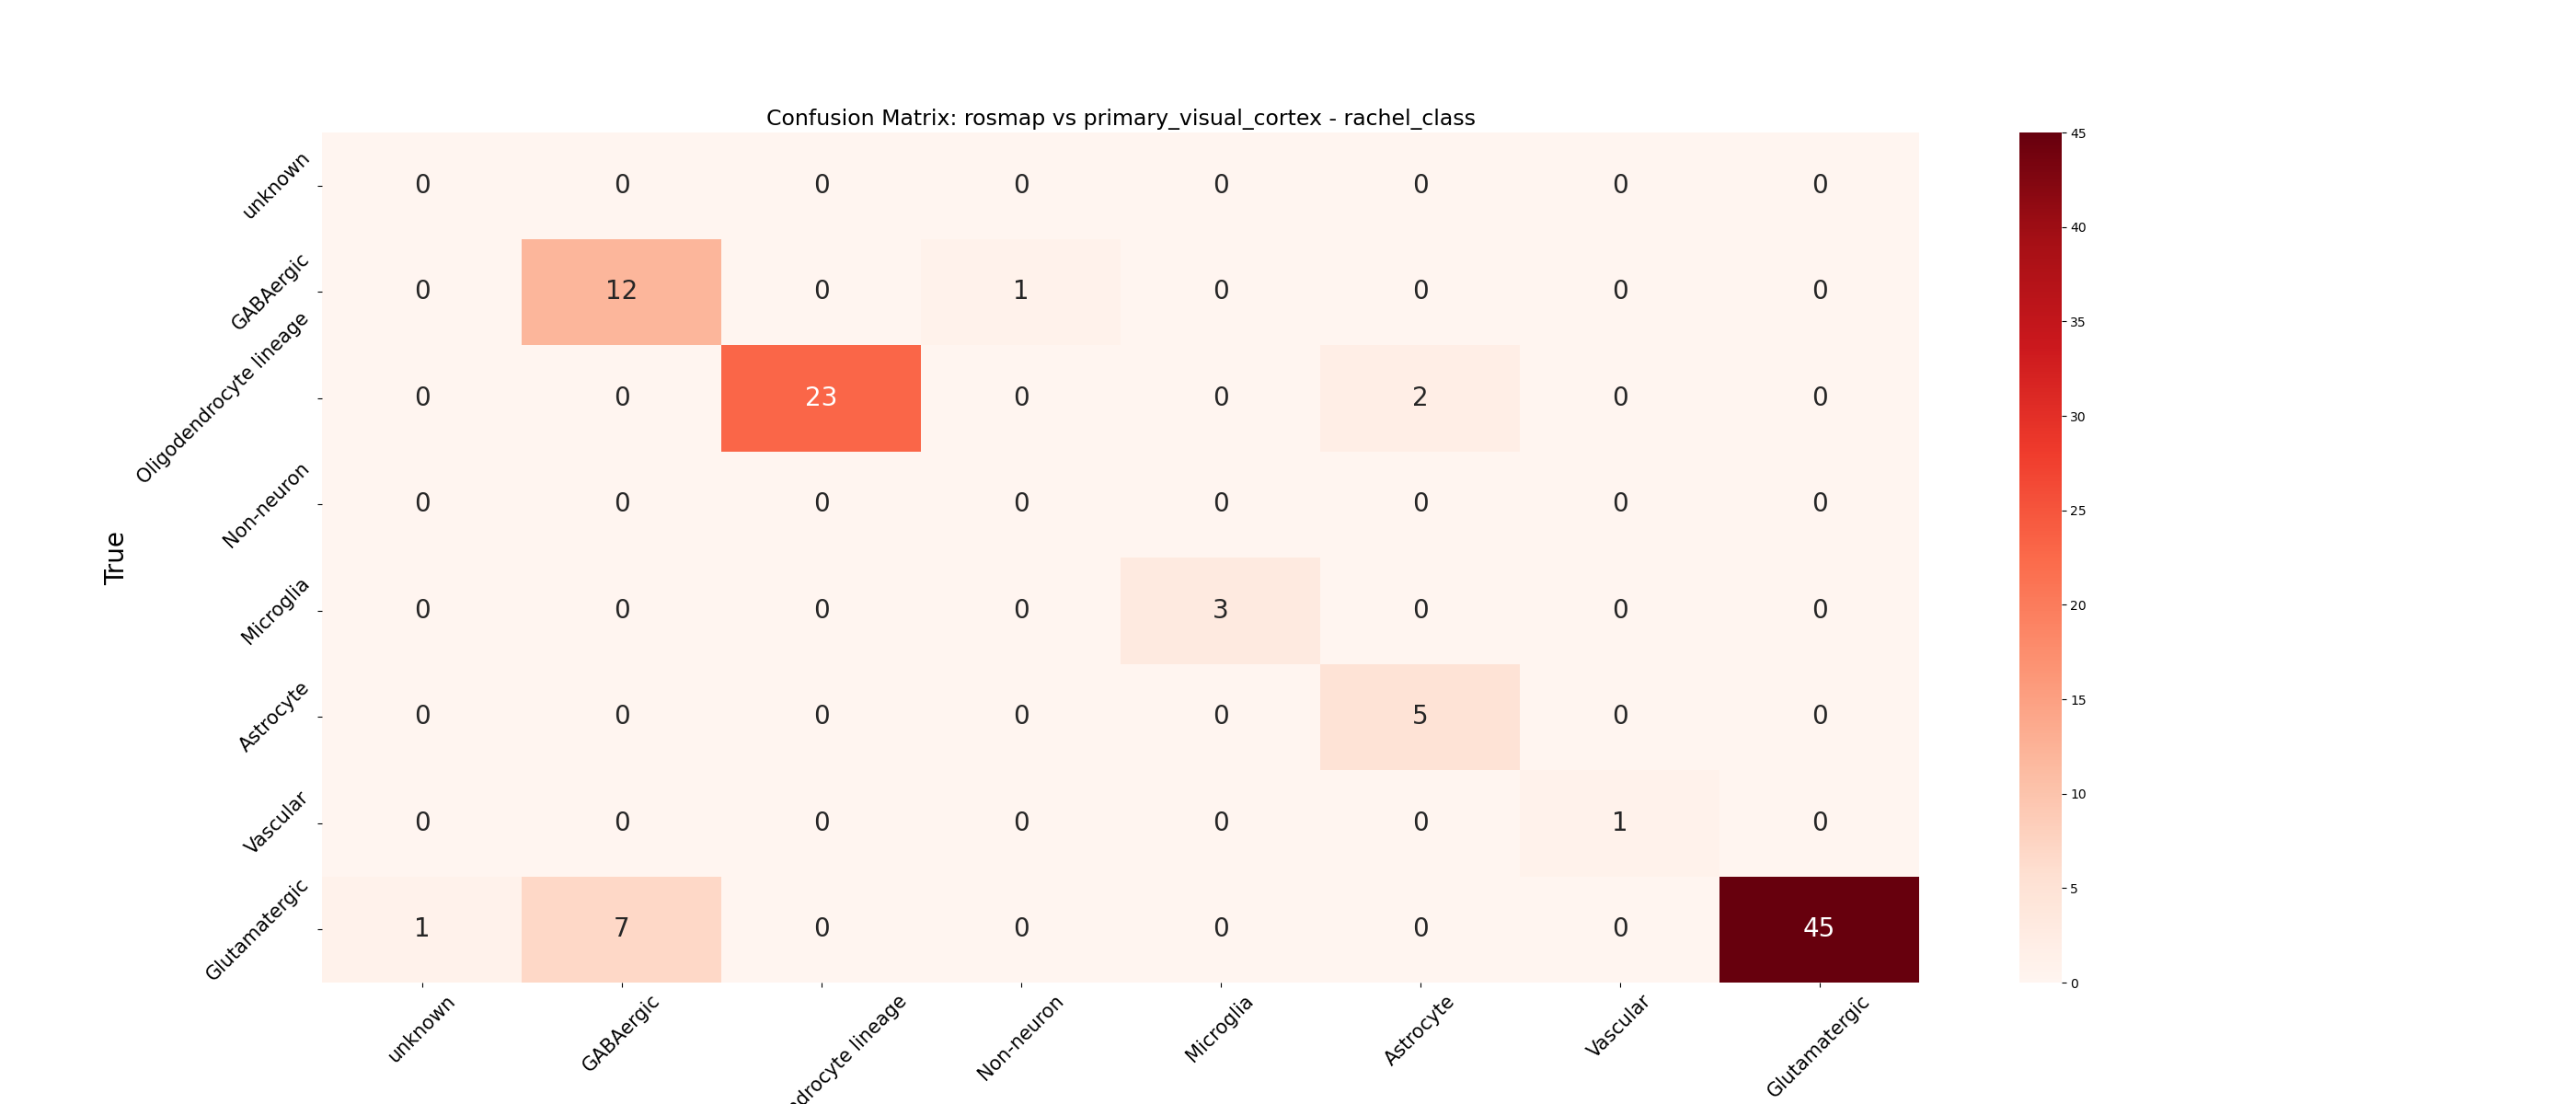 Confusion Matrix: rosmap vs primary_visual_cortex - rachel_class
True
unknown 0 0 0 0 0 0 0 0
GABAergic 0 12 0 1 0 0 0 0
Oligodendrocyte lineage 0 0 23 0 0 2 0 0
Non-neuron 0 0 0 0 0 0 0 0
Microglia 0 0 0 0 3 0 0 0
Astrocyte 0 0 0 0 0 5 0 0
Vascular 0 0 0 0 0 0 1 0
Glutamatergic 1 7 0 0 0 0 0 45
unknown GABAergic lineage Non-neuron Microglia Astrocyte Vascular Glutamatergic
45
40
35
30
25
20
15
10
5
0